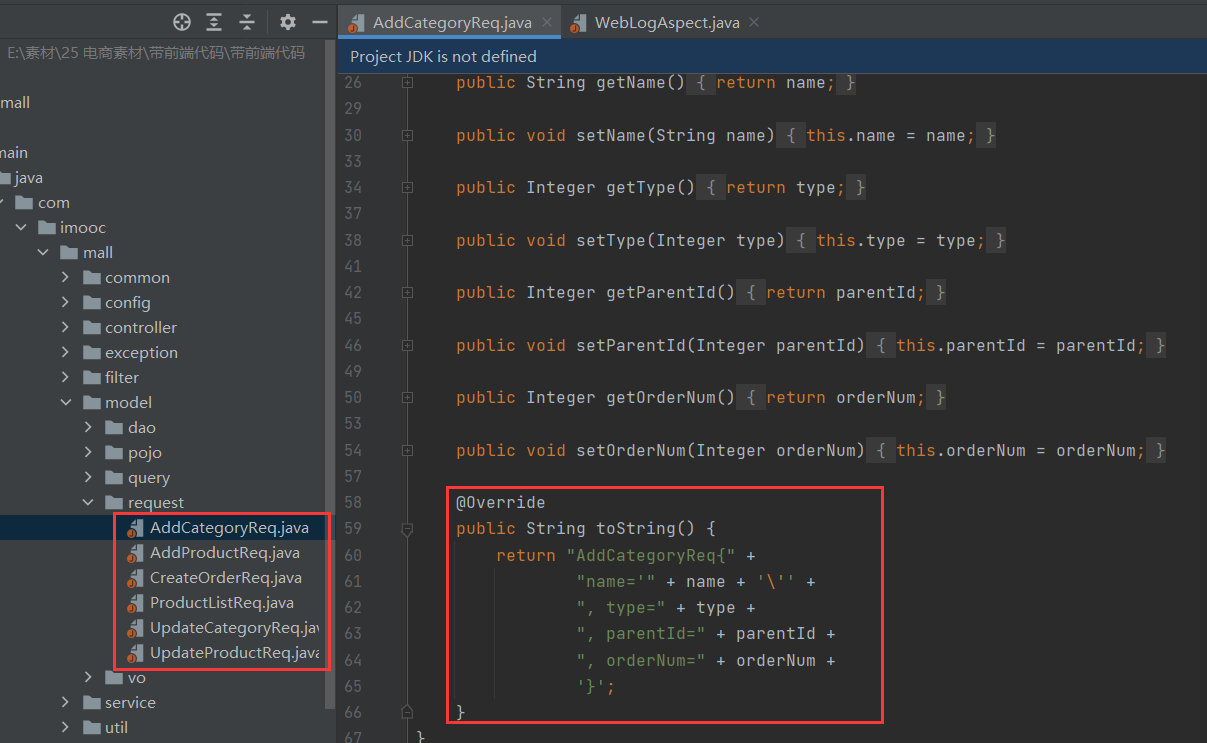 AddCategoryReq.java
WebLogAspect.java
E:\素材\25 电商素材\带前端代码\带前端代码
Project JDK is not defined
mall
main
java
com
imooc
mall
common
config
controller
exception
filter
model
dao
pojo
query
request
AddCategoryReq.java
AddProductReq.java
CreateOrderReq.java
ProductListReq.java
UpdateCategoryReq.jav
UpdateProductReq.java
vo
service
util
26 public String getName() { return name; }
29
30 public void setName(String name) { this.name = name; }
33
34 public Integer getType() { return type; }
37
38 public void setType(Integer type) { this.type = type; }
41
42 public Integer getParentId() { return parentId; }
45
46 public void setParentId(Integer parentId) { this.parentId = parentId; }
49
50 public Integer getOrderNum() { return orderNum; }
53
54 public void setOrderNum(Integer orderNum) { this.orderNum = orderNum; }
57
58 @Override
59 public String toString() {
60 return "AddCategoryReq{" +
61 "name='" + name + '\'' +
62 ", type=" + type +
63 ", parentId=" + parentId +
64 ", orderNum=" + orderNum +
65 '}';
66 }
67 }